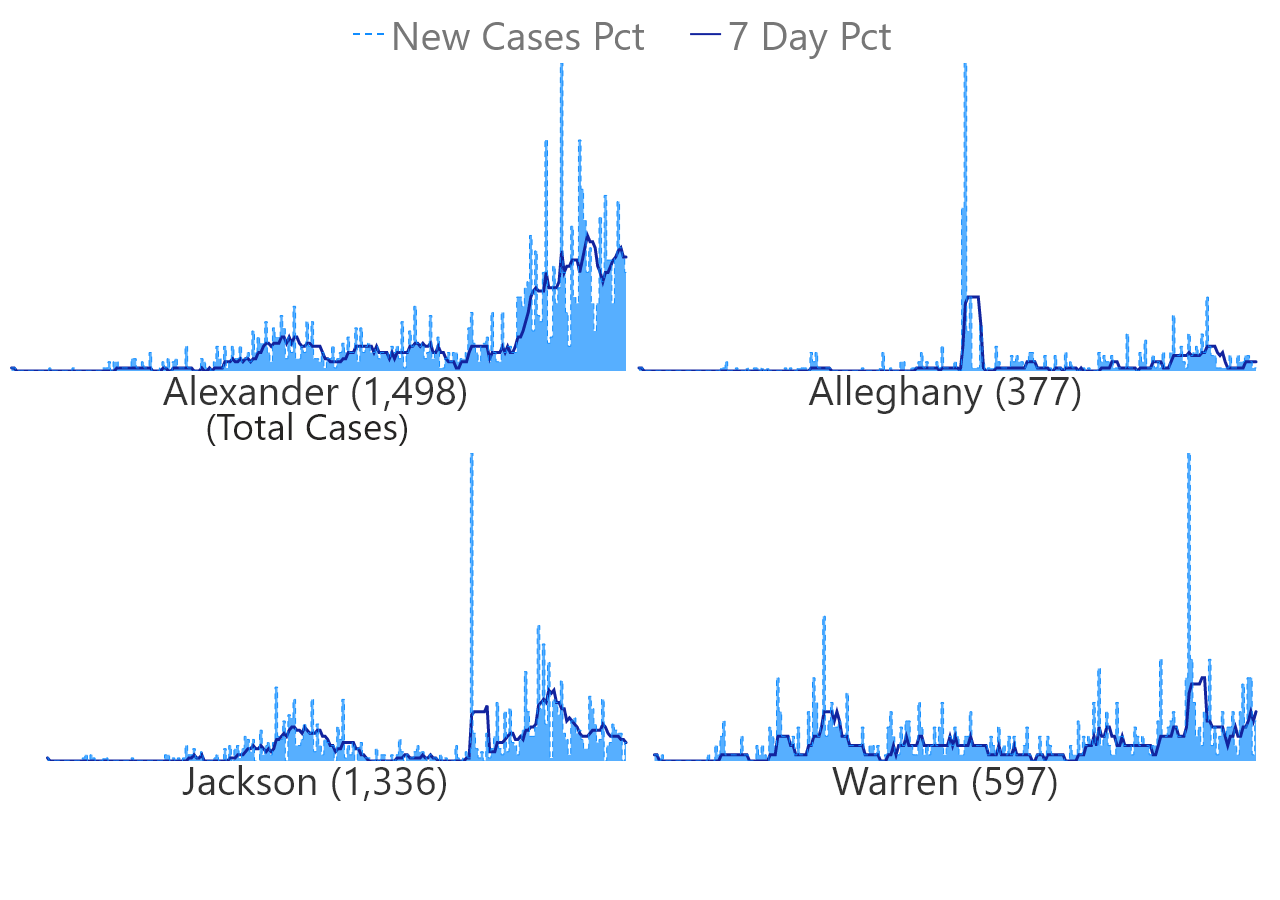 New Cases Pct 7 Day Pct
Alexander (1,498)
(Total Cases)
Alleghany (377)
Jackson (1,336)
Warren (597)